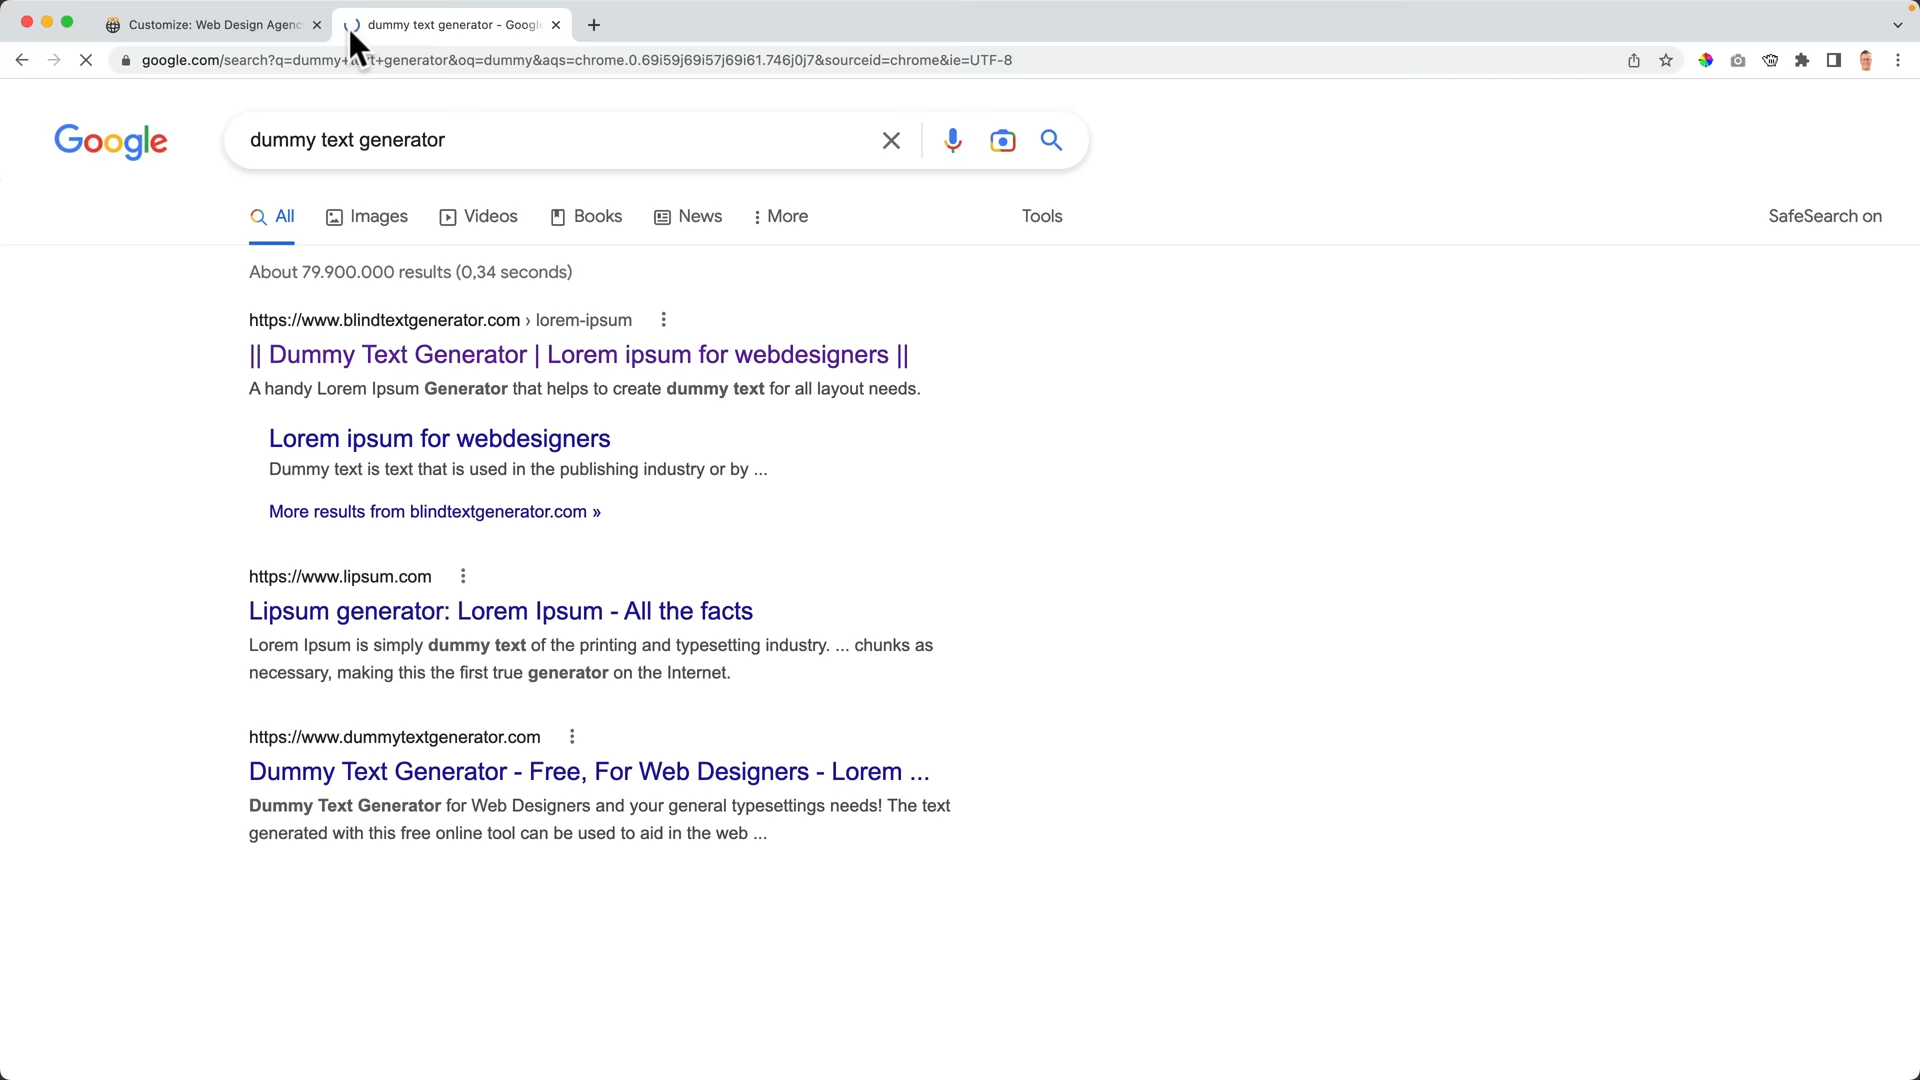 Customize: Web Design Agenc
dummy text generator - Google
google.com/search?q=dummy+text+generator&oq=dummy&aqs=chrome.0.69i59j69i57j69i61.746j0j7&sourceid=chrome&ie=UTF-8
Google
dummy text generator
All Images Videos Books News More Tools SafeSearch on
About 79.900.000 results (0,34 seconds)
https://www.blindtextgenerator.com › lorem-ipsum
|| Dummy Text Generator | Lorem ipsum for webdesigners ||
A handy Lorem Ipsum Generator that helps to create dummy text for all layout needs.
Lorem ipsum for webdesigners
Dummy text is text that is used in the publishing industry or by ...
More results from blindtextgenerator.com »
https://www.lipsum.com
Lipsum generator: Lorem Ipsum - All the facts
Lorem Ipsum is simply dummy text of the printing and typesetting industry. ... chunks as
necessary, making this the first true generator on the Internet.
https://www.dummytextgenerator.com
Dummy Text Generator - Free, For Web Designers - Lorem ...
Dummy Text Generator for Web Designers and your general typesettings needs! The text
generated with this free online tool can be used to aid in the web ...